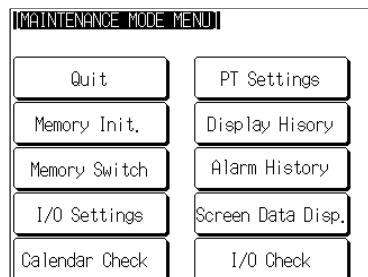 [MAINTENANCE MODE MENU]
Quit
PT Settings
Memory Init.
Display Hisory
Memory Switch
Alarm History
I/O Settings
Screen Data Disp.
Calendar Check
I/O Check